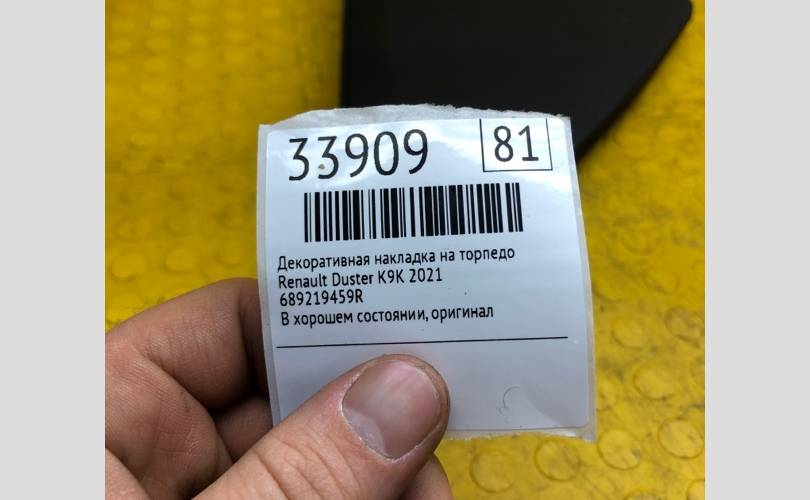 33909
81
Декоративная накладка на торпедо
Renault Duster K9K 2021
689219459R
В хорошем состоянии, оригинал